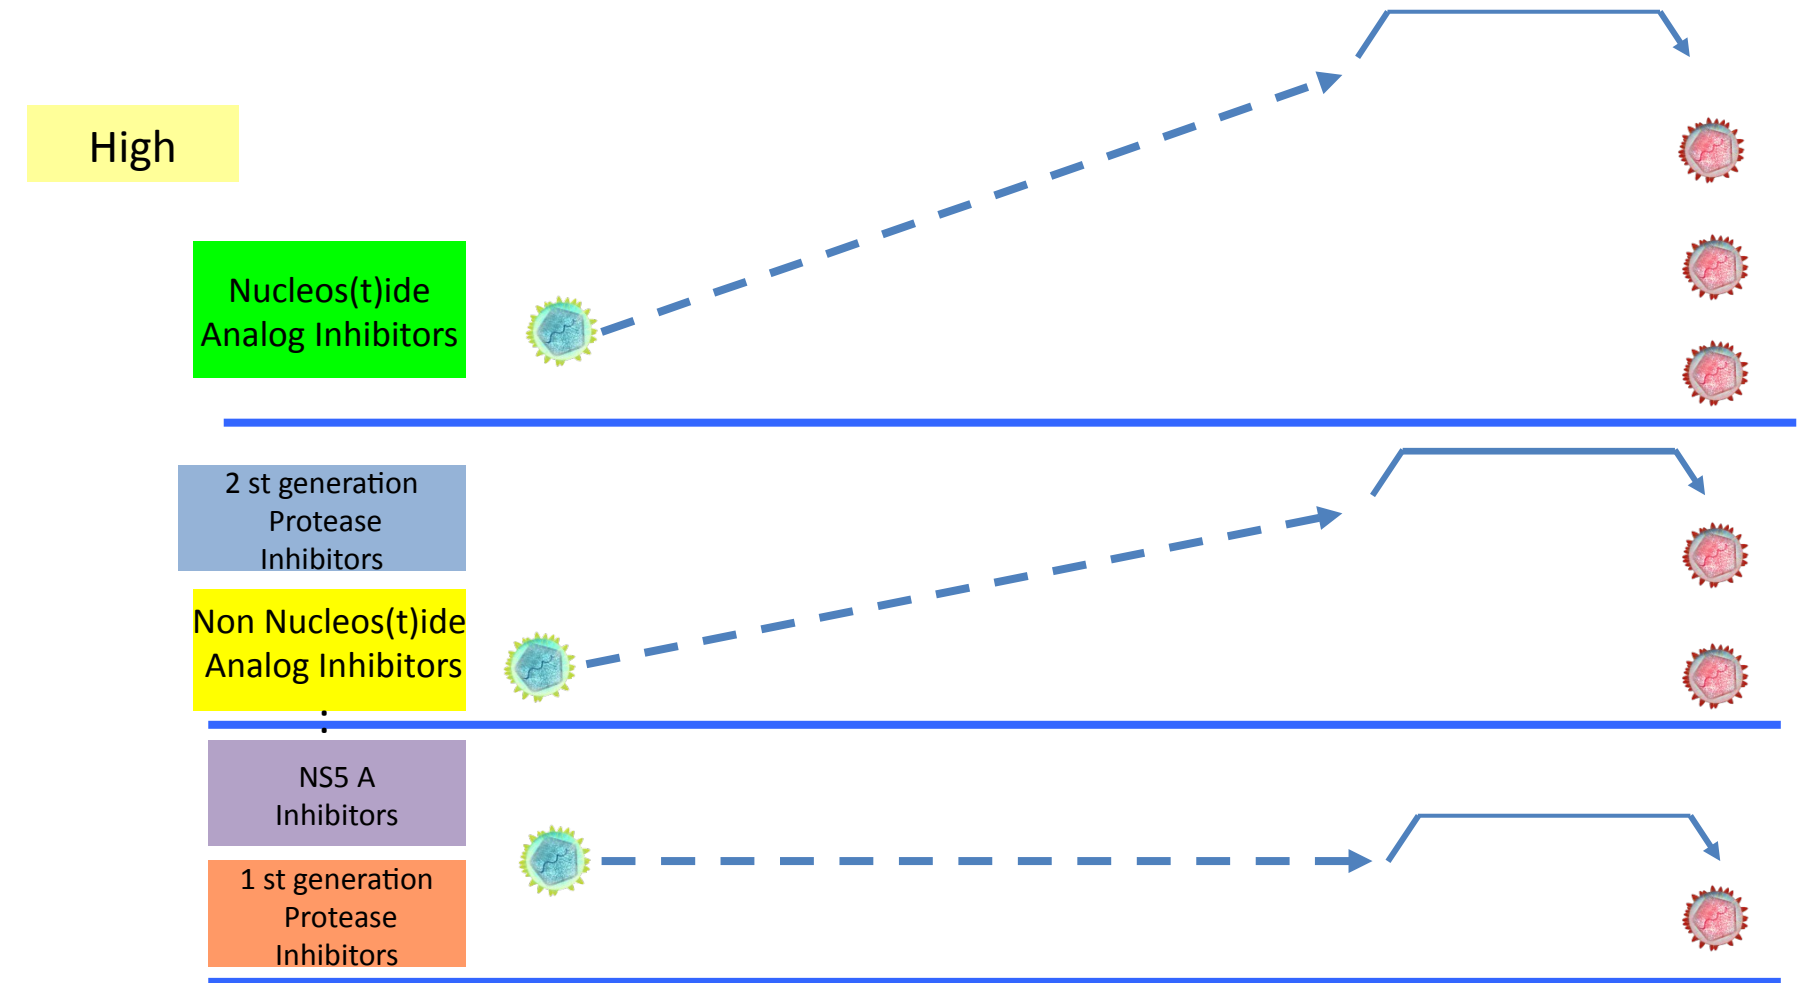 High
Nucleos(t)ide
Analog Inhibitors
2 st generation
Protease
Inhibitors
Non Nucleos(t)ide
Analog Inhibitors
:
NS5 A
Inhibitors
1 st generation
Protease
Inhibitors